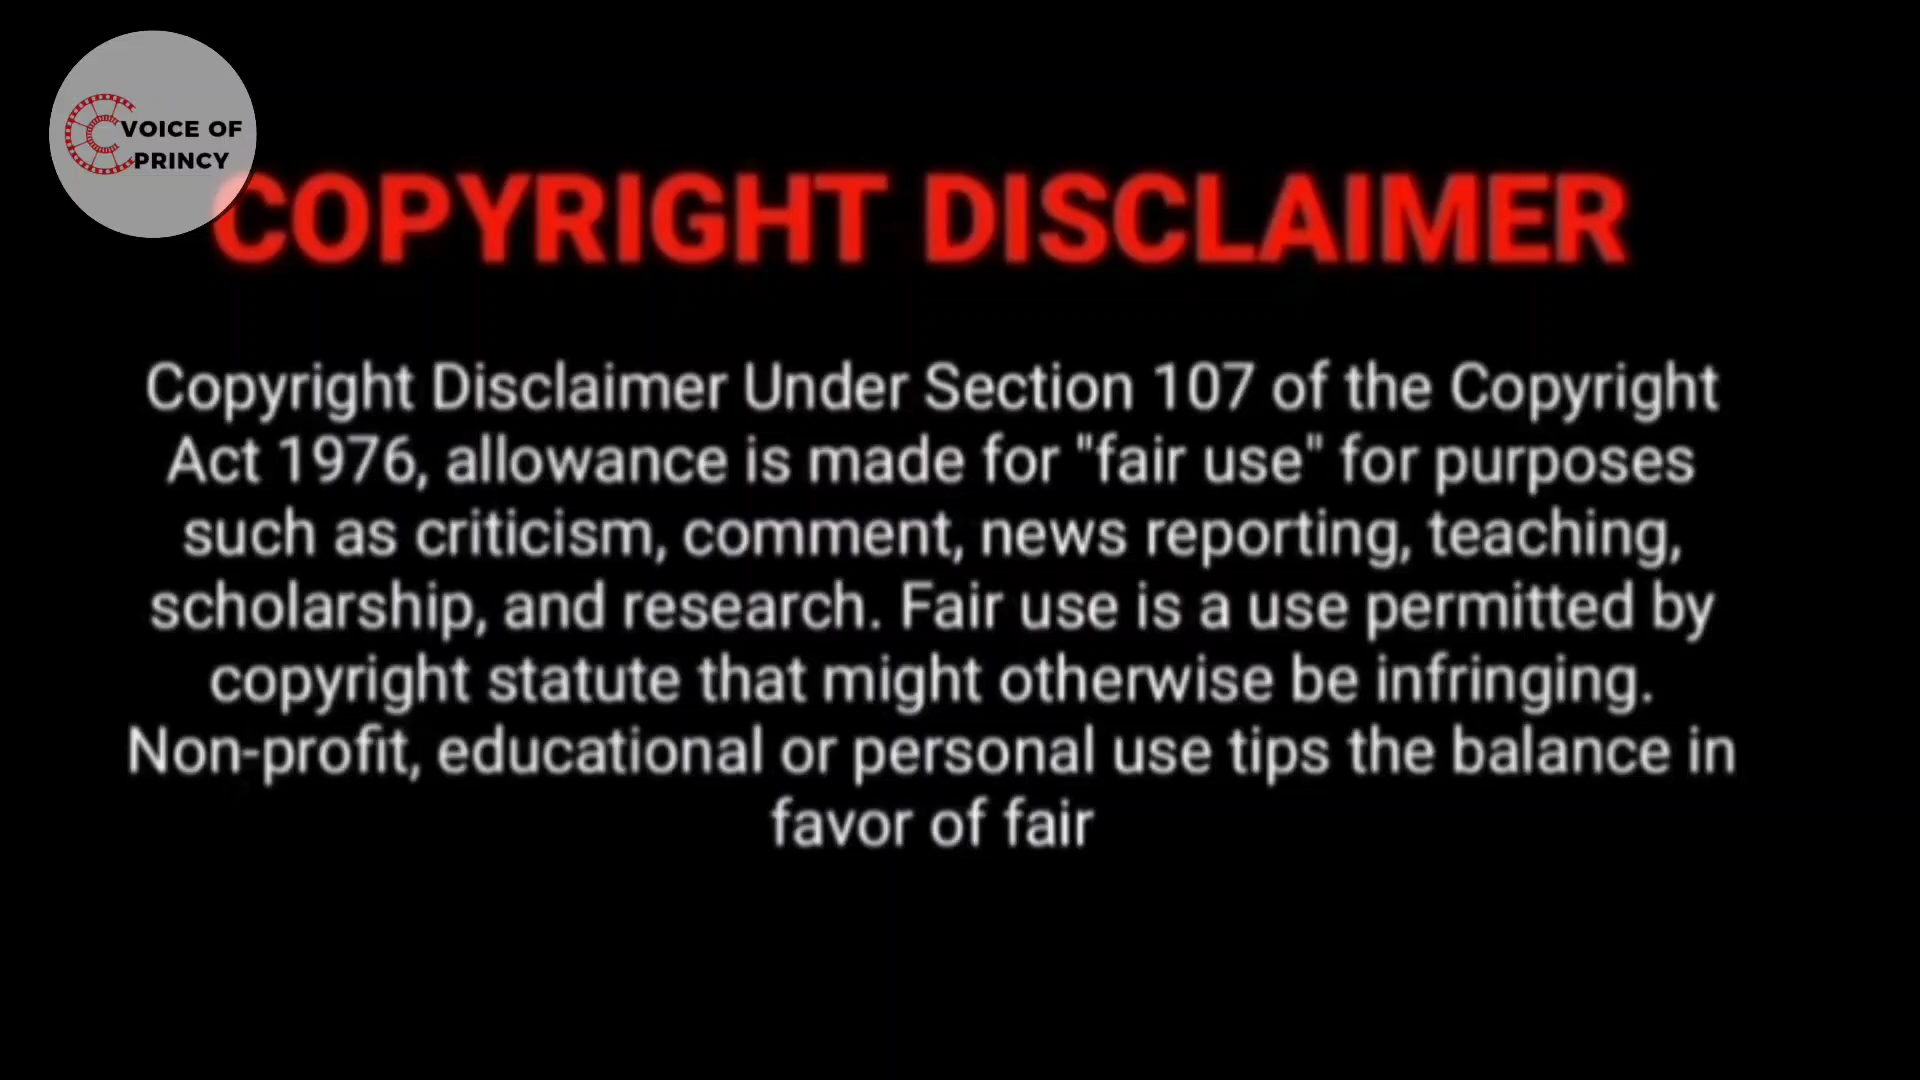 VOICE OF
PRINCY
COPYRIGHT DISCLAIMER
Copyright Disclaimer Under Section 107 of the Copyright
Act 1976, allowance is made for "fair use" for purposes
such as criticism, comment, news reporting, teaching,
scholarship, and research. Fair use is a use permitted by
copyright statute that might otherwise be infringing.
Non-profit, educational or personal use tips the balance in
favor of fair